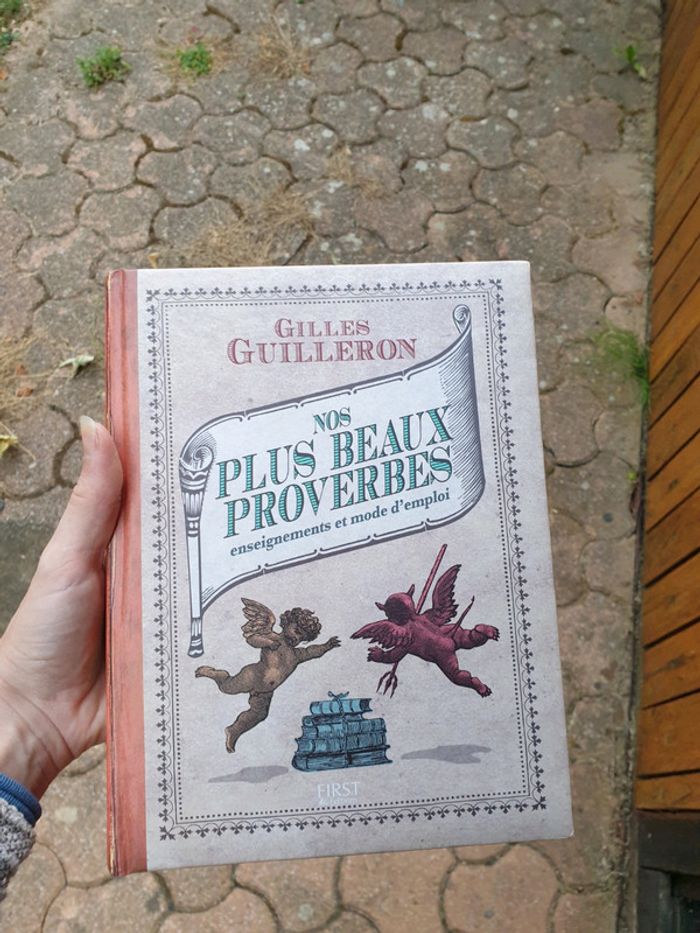 GILLES
GUILLERON
NOS
PLUS BEAUX
PROVERBES
enseignements et mode d'emploi
FIRST